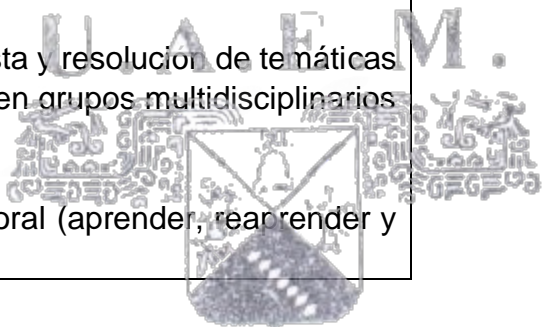 U.A.E.M.
sta y resolución de temáticas
en grupos multidisciplinarios
oral (aprender, reaprender y